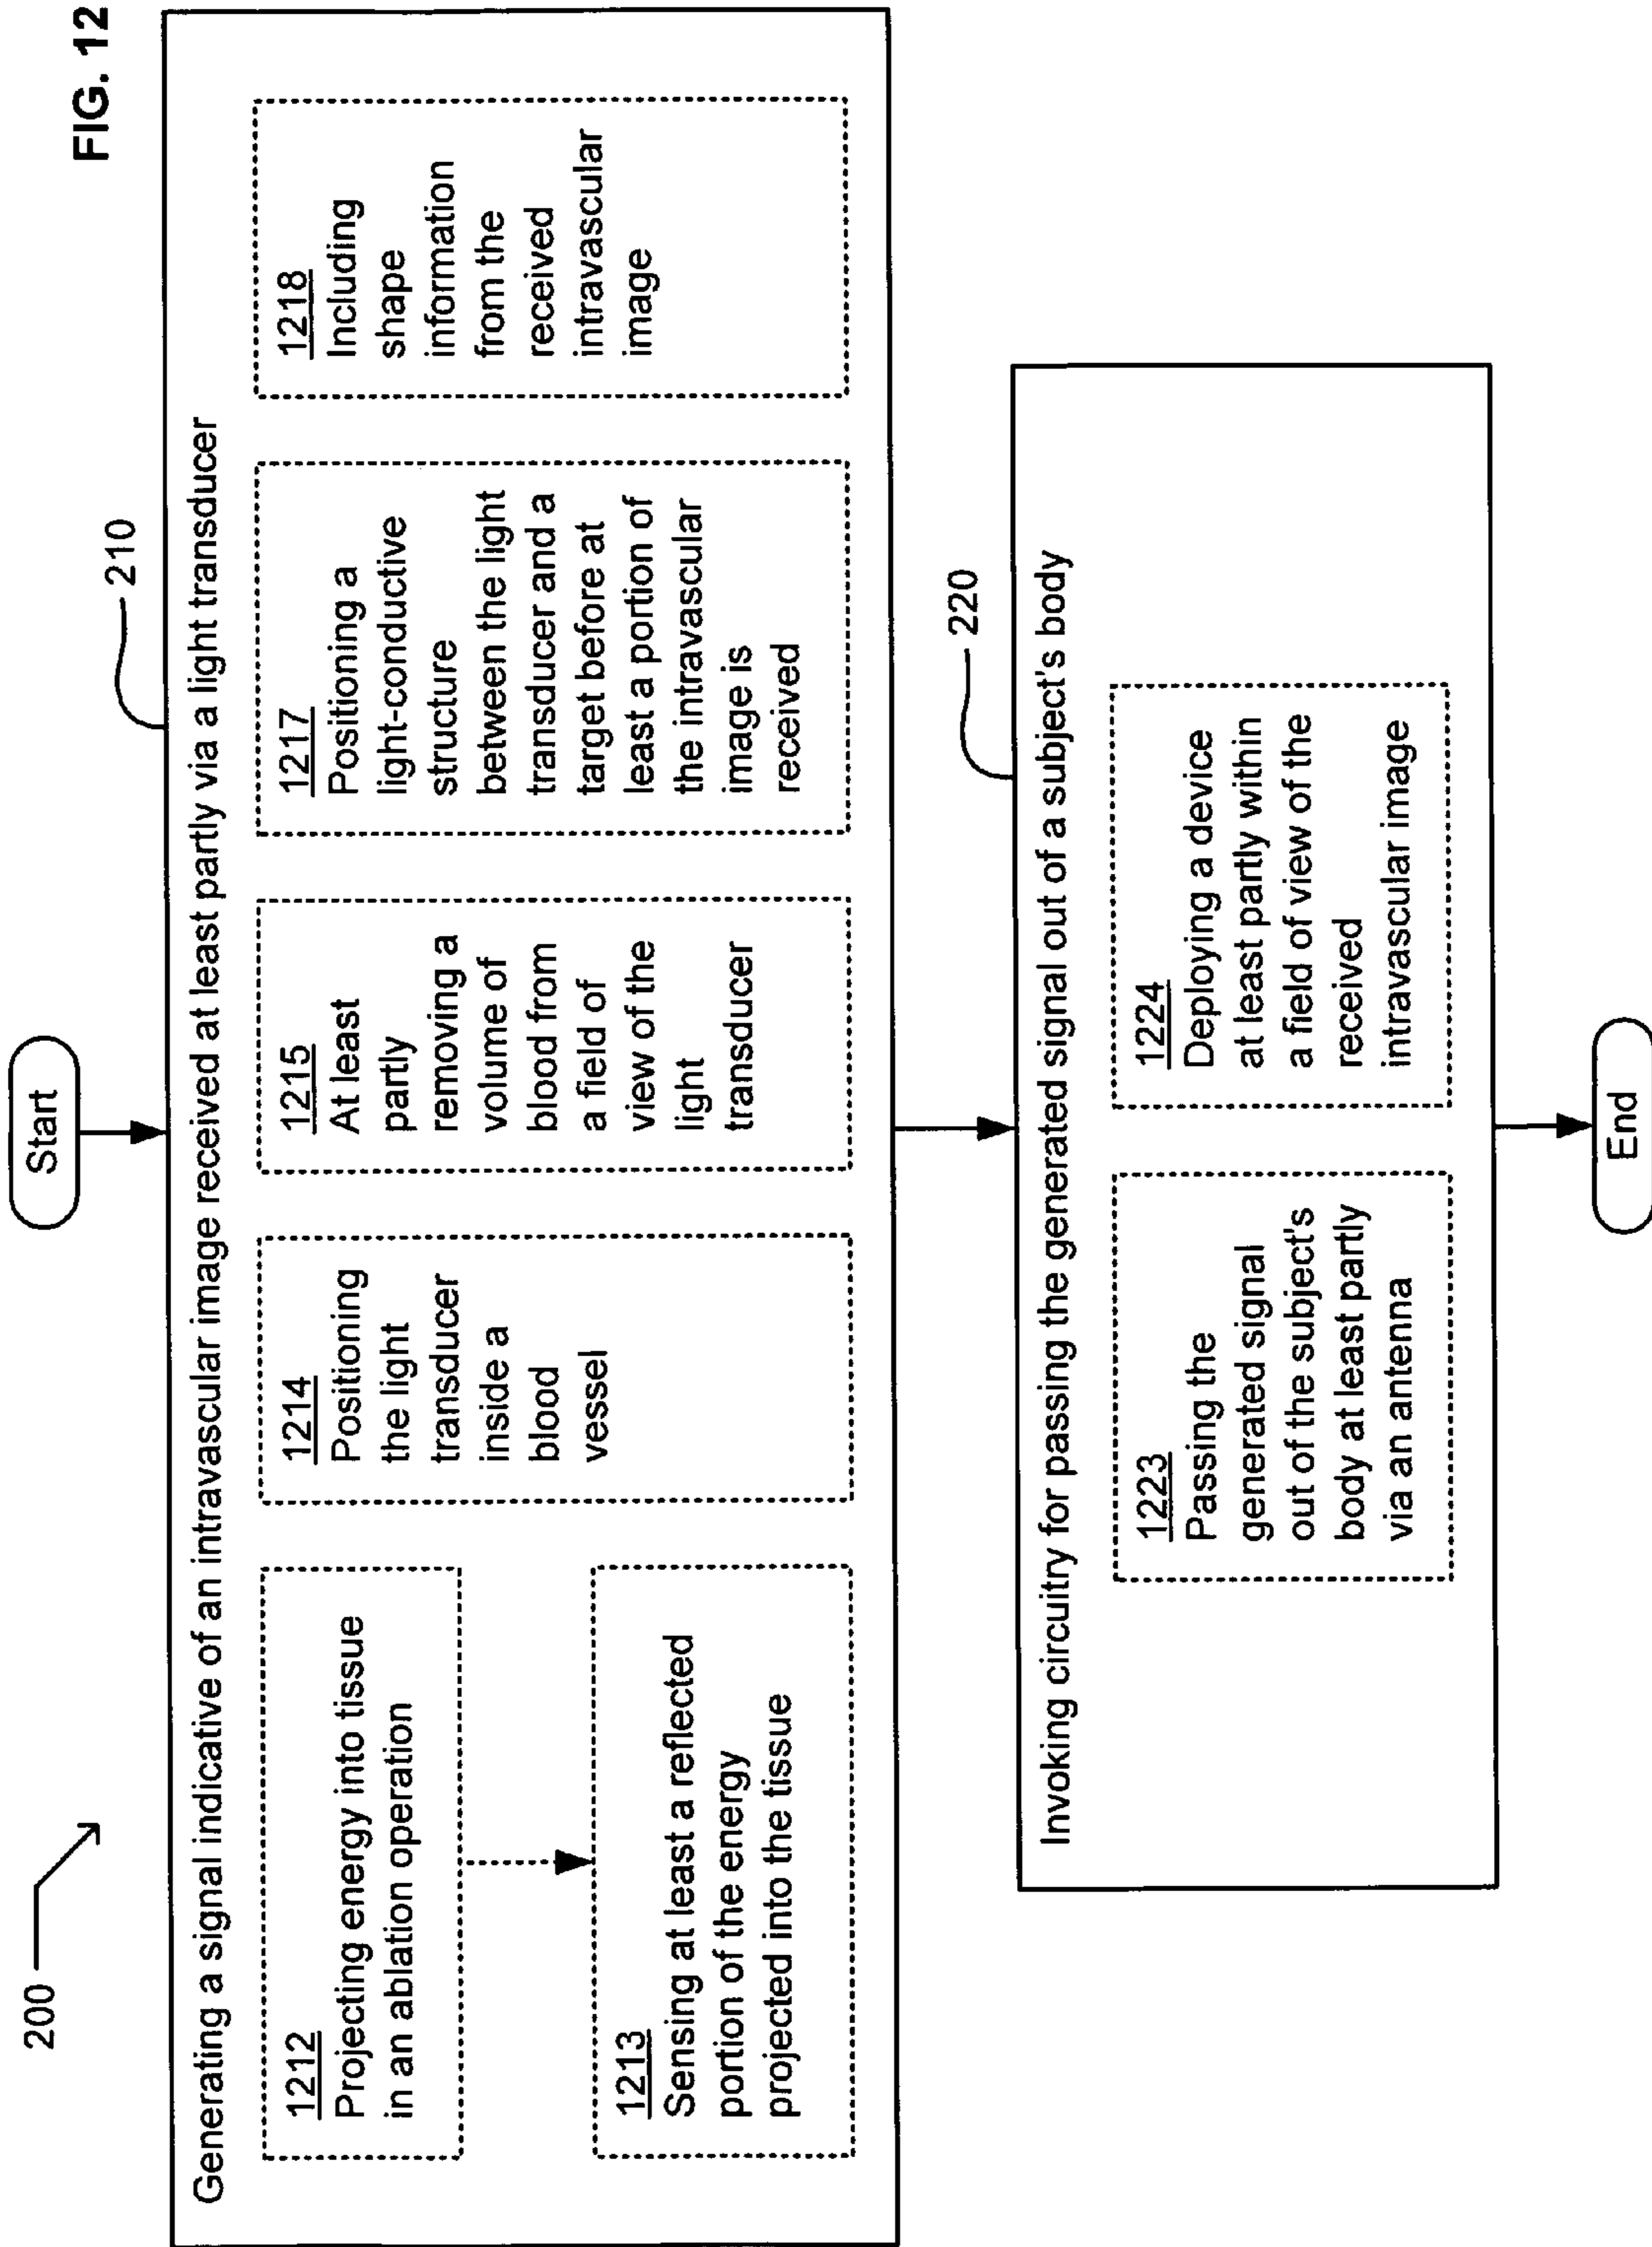 FIG. 12
200
Start
210
Generating a signal indicative of an intravascular image received at least partly via a light transducer
1212
Projecting energy into tissue
in an ablation operation
1213
Sensing at least a reflected
portion of the energy
projected into the tissue
1214
Positioning
the light
transducer
inside a
blood
vessel
1215
At least
partly
removing a
volume of
blood from
a field of
view of the
light
transducer
1217
Positioning a
light-conductive
structure
between the light
transducer and a
target before at
least a portion of
the intravascular
image is
received
1218
Including
shape
information
from the
received
intravascular
image
220
Invoking circuitry for passing the generated signal out of a subject's body
1223
Passing the
generated signal
out of the subject's
body at least partly
via an antenna
1224
Deploying a device
at least partly within
a field of view of the
received
intravascular image
End